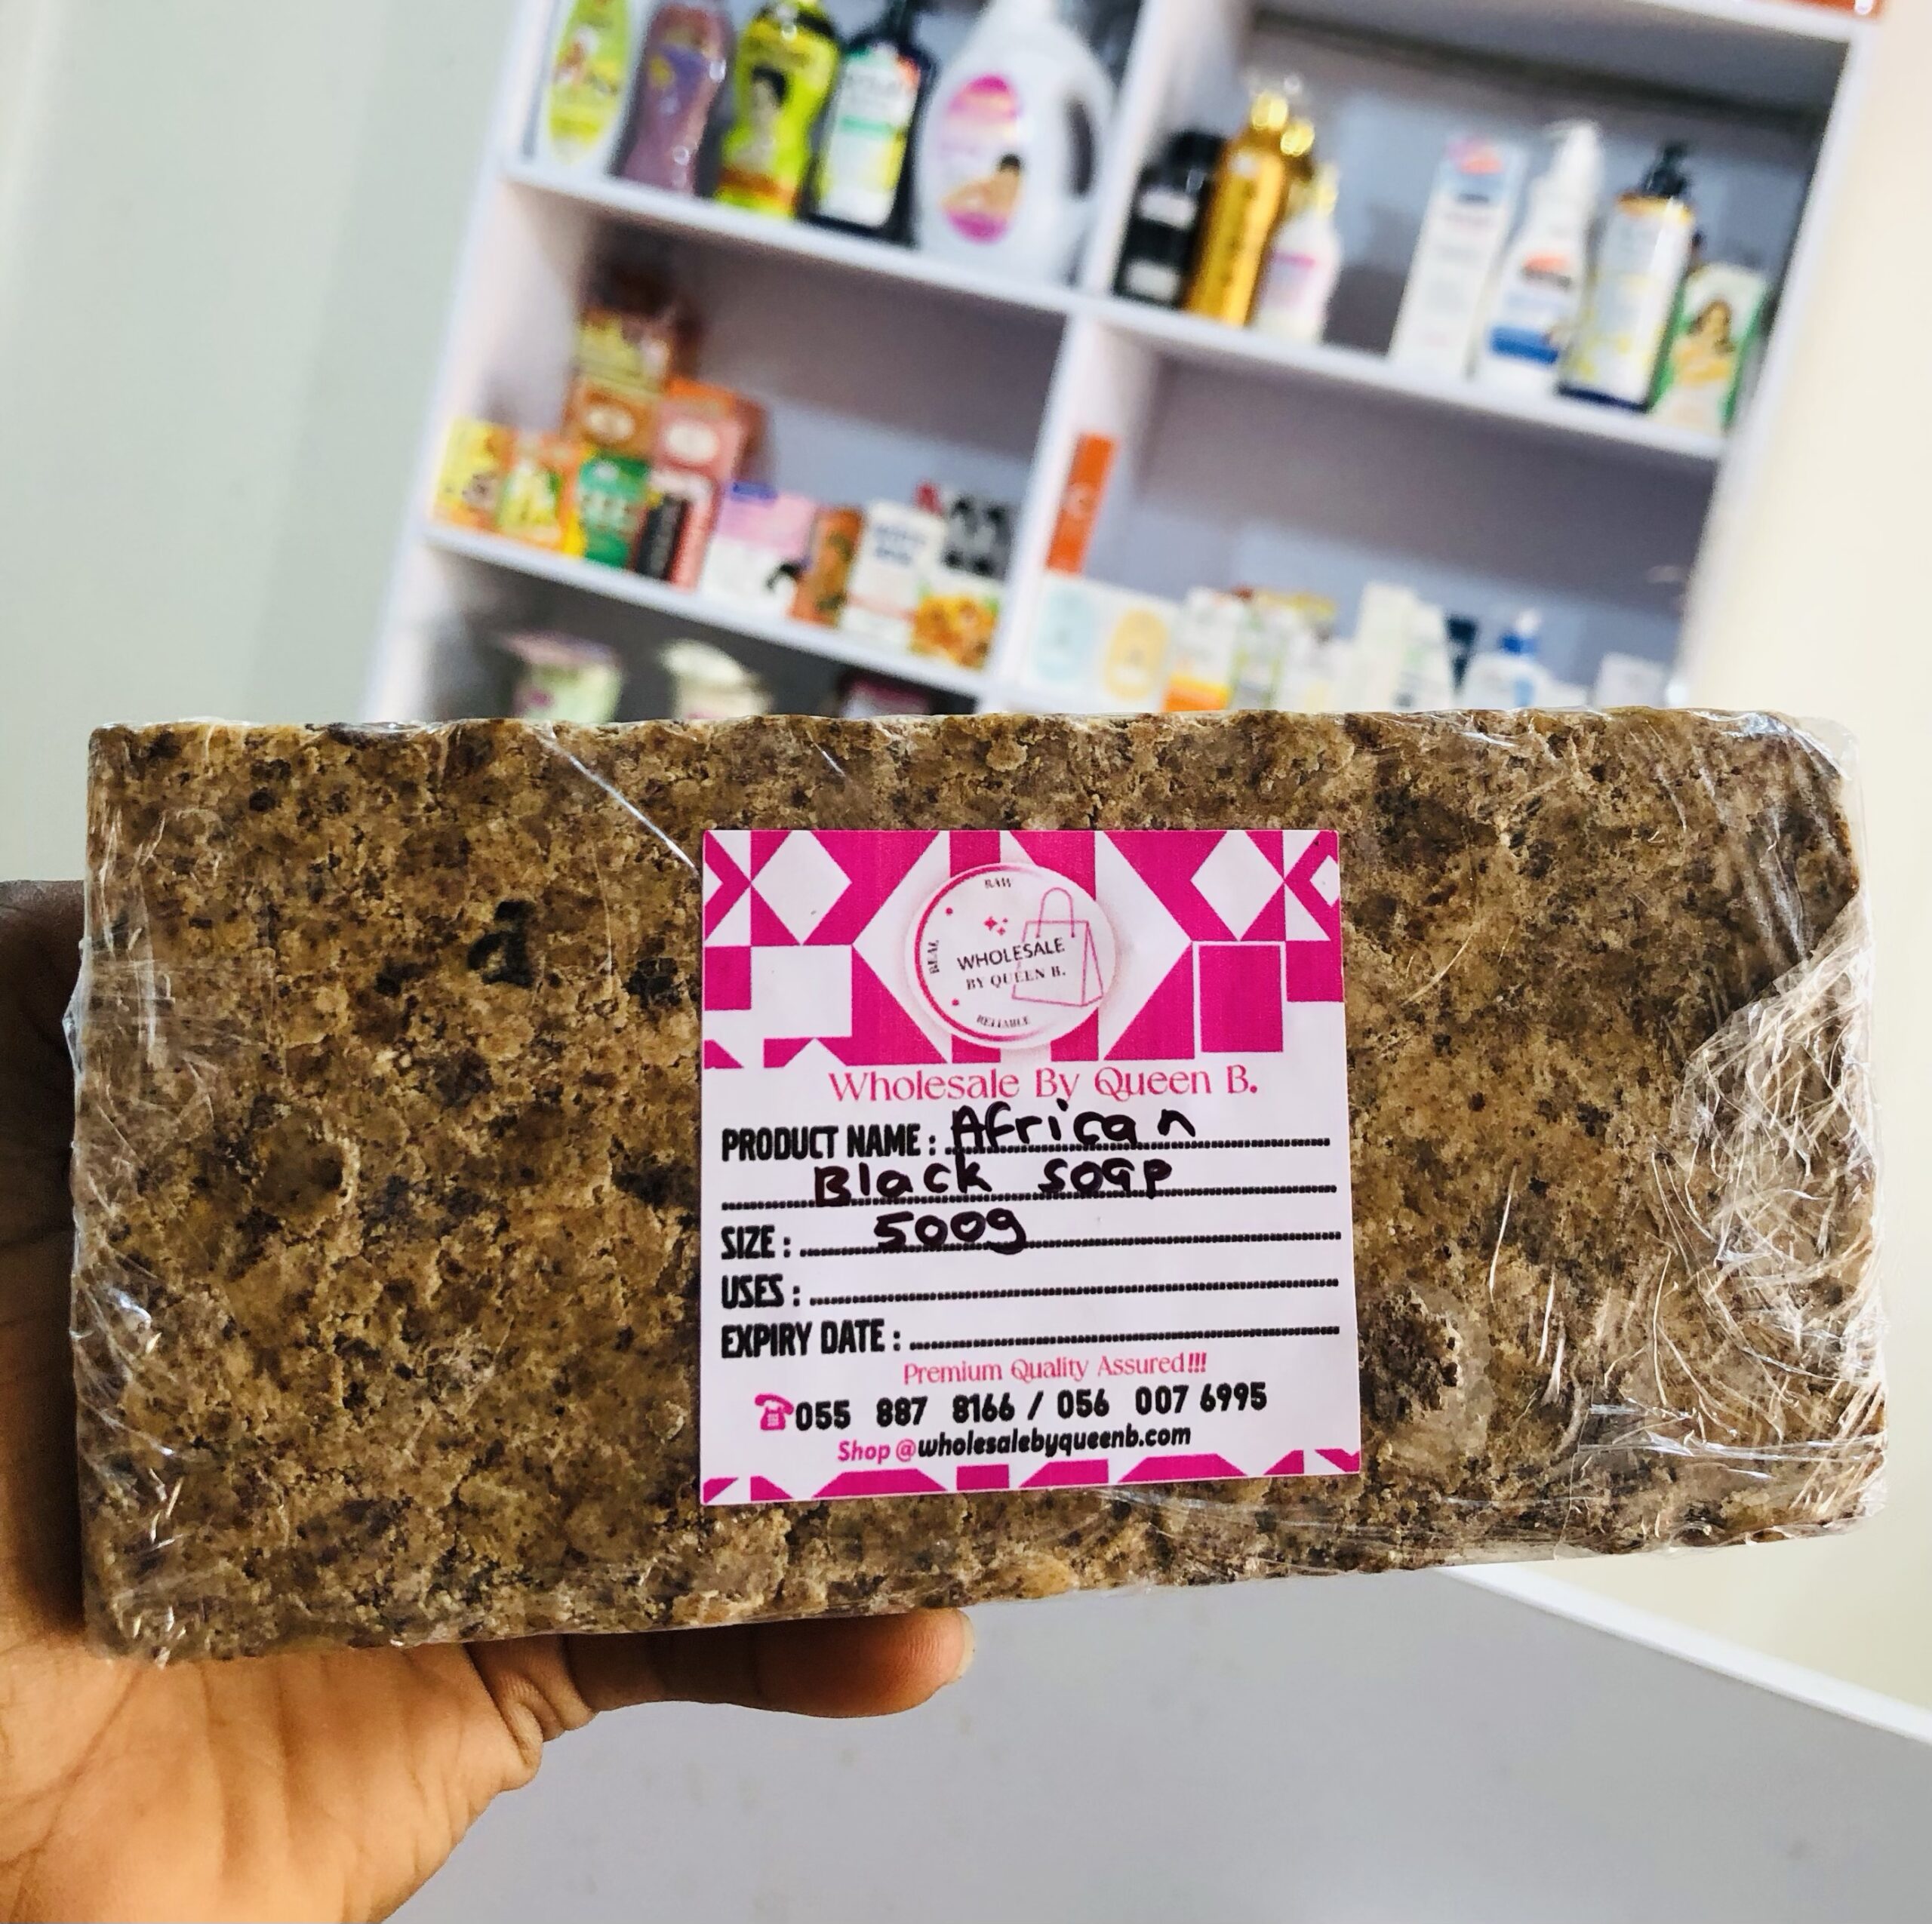 RAW
REAL
WHOLESALE
BY QUEEN B.
RELIABLE
Wholesale By Queen B.
PRODUCT NAME : African
Black soap
SIZE : 500g
USES :
EXPIRY DATE :
Premium Quality Assured!!!
055 887 8166 / 056 007 6995
Shop @wholesalebyqueenb.com